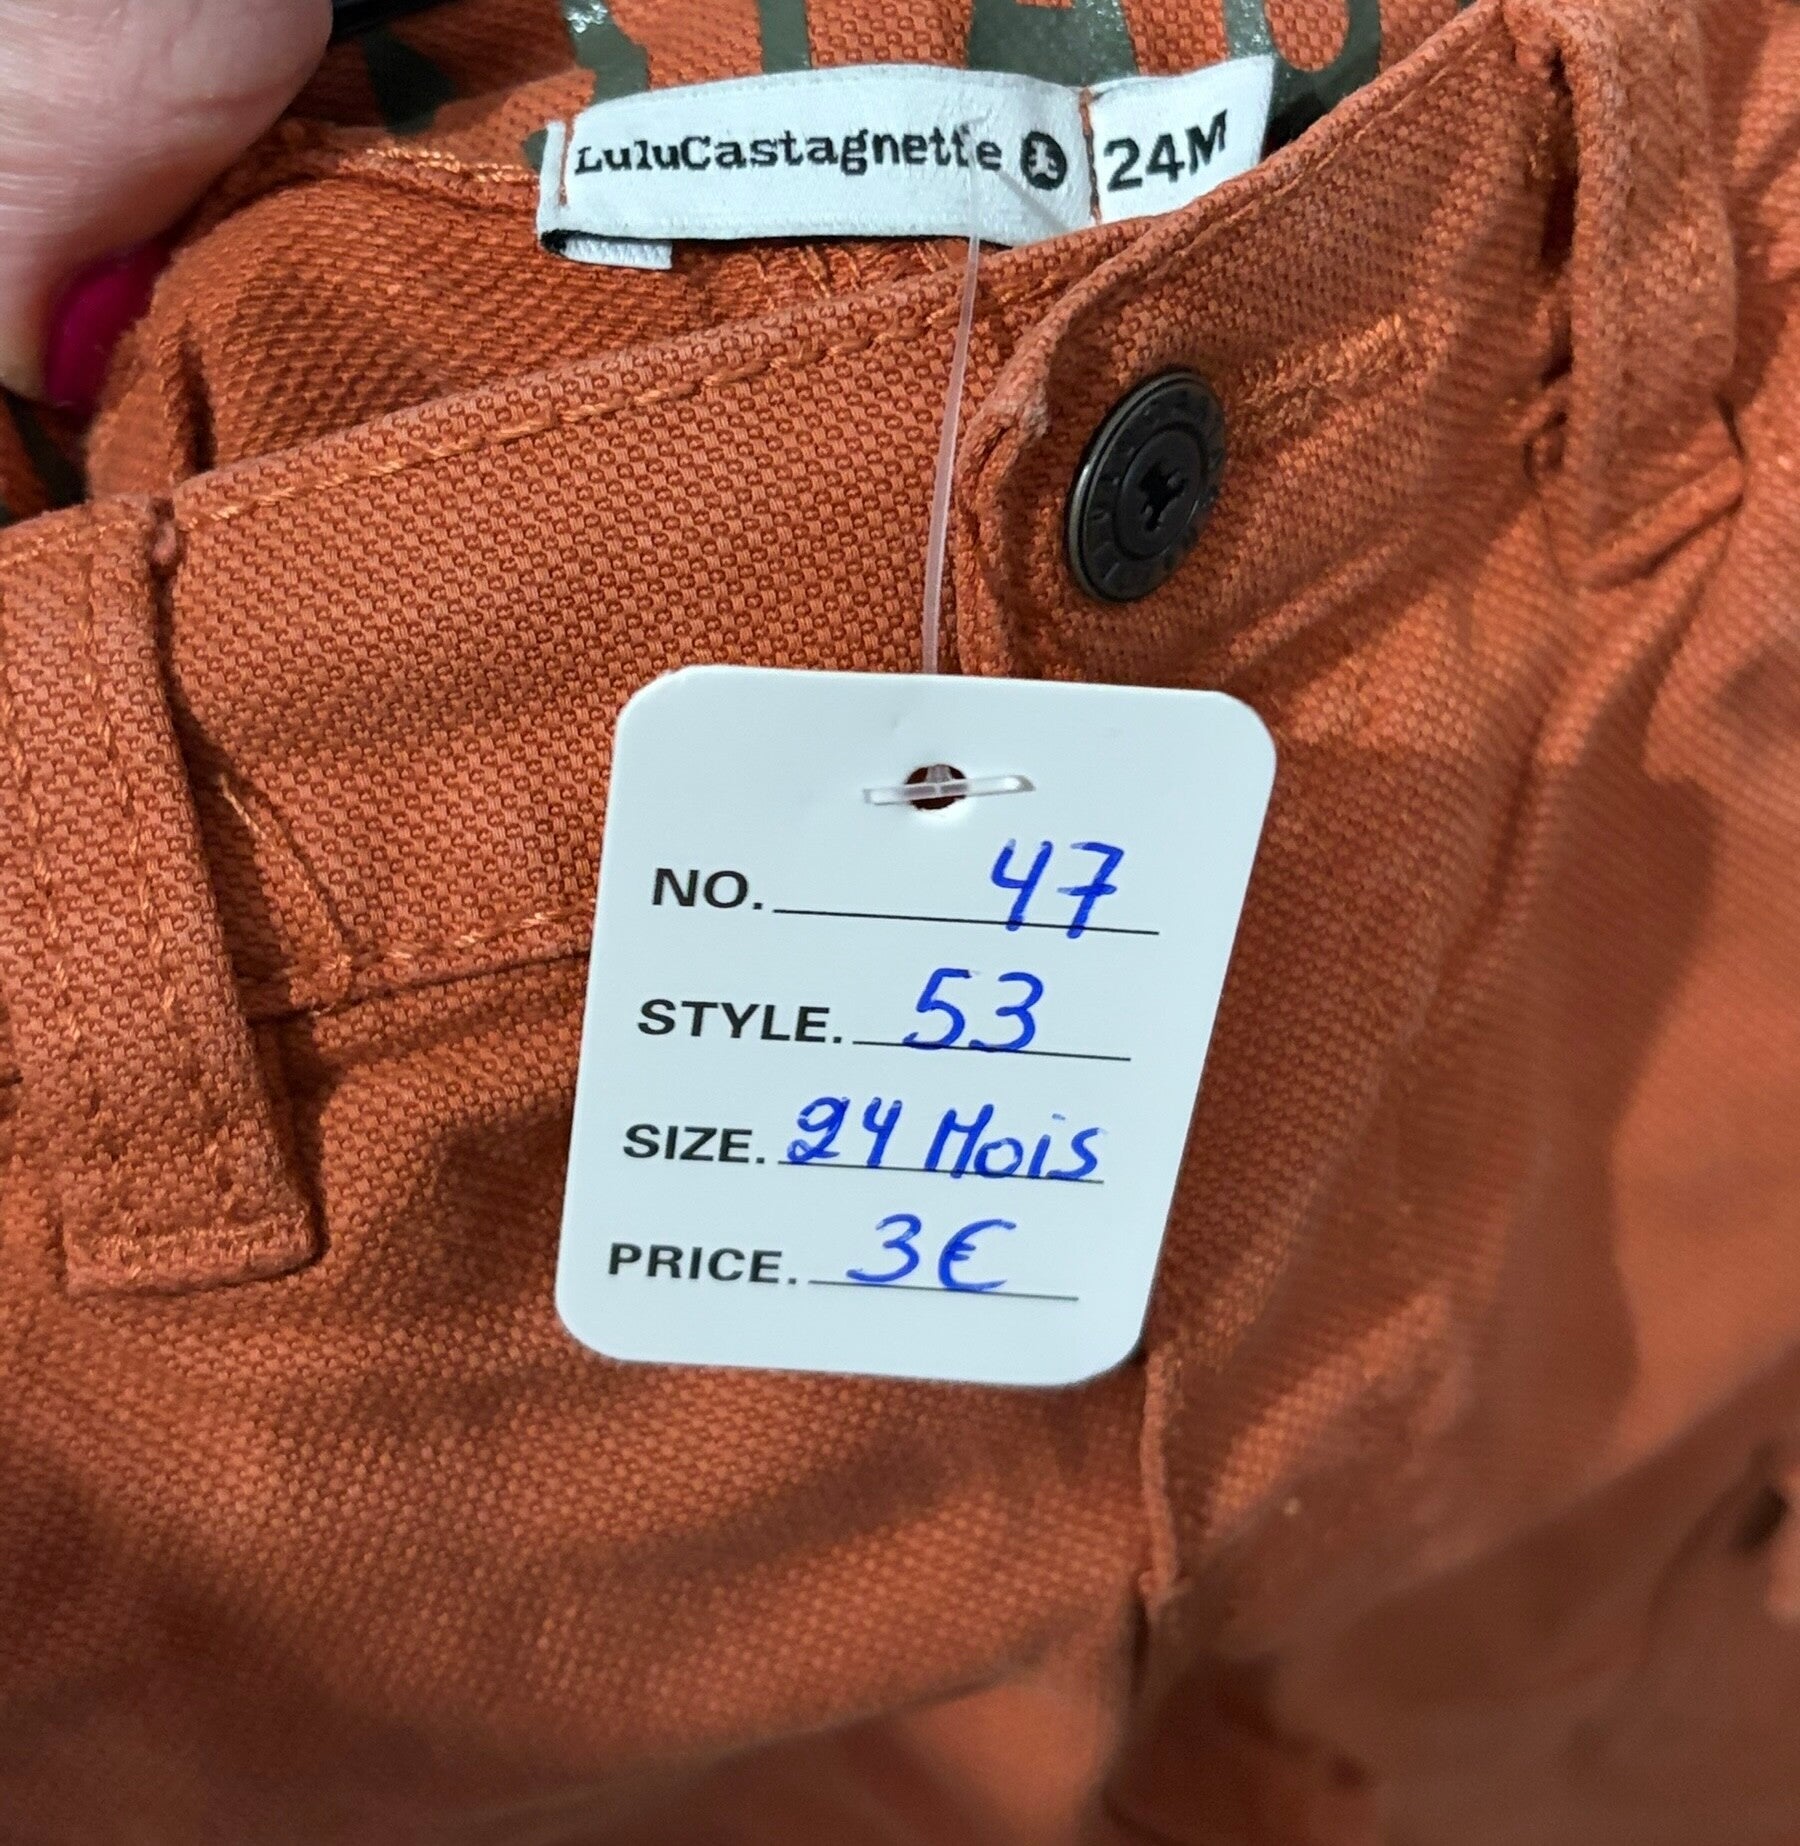 LuluCastagnette 24M
NO. 47
STYLE. 53
SIZE. 24 Mois
PRICE. 3€